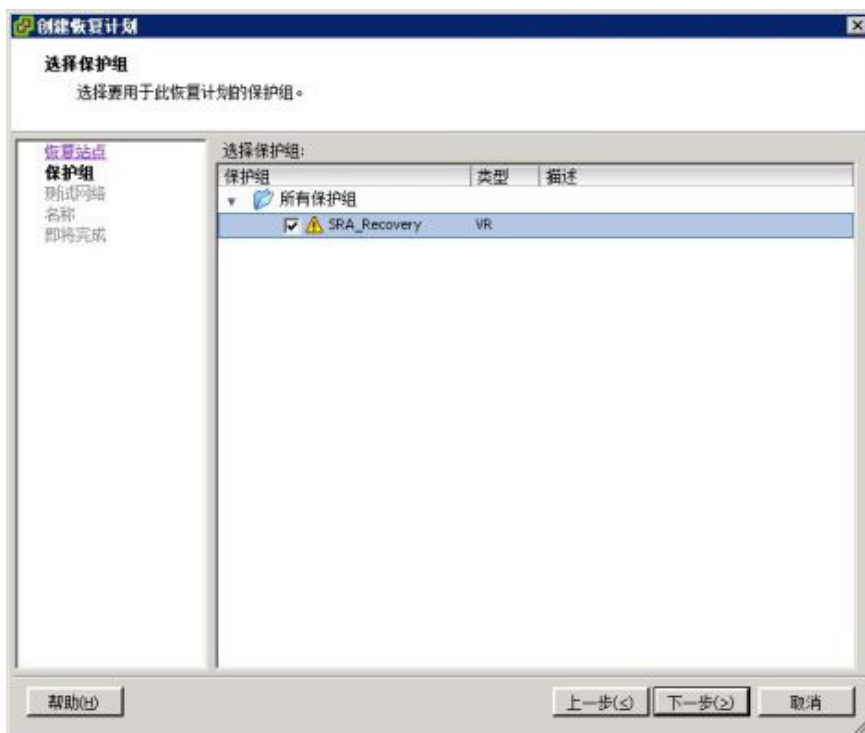 创建恢复计划
选择保护组
选择要用于此恢复计划的保护组。
恢复站点
保护组
测试网络
名称
即将完成
选择保护组:
保护组 类型 描述
所有保护组
SRA_Recovery VR
帮助(H) 上一步(≤) 下一步(≥) 取消